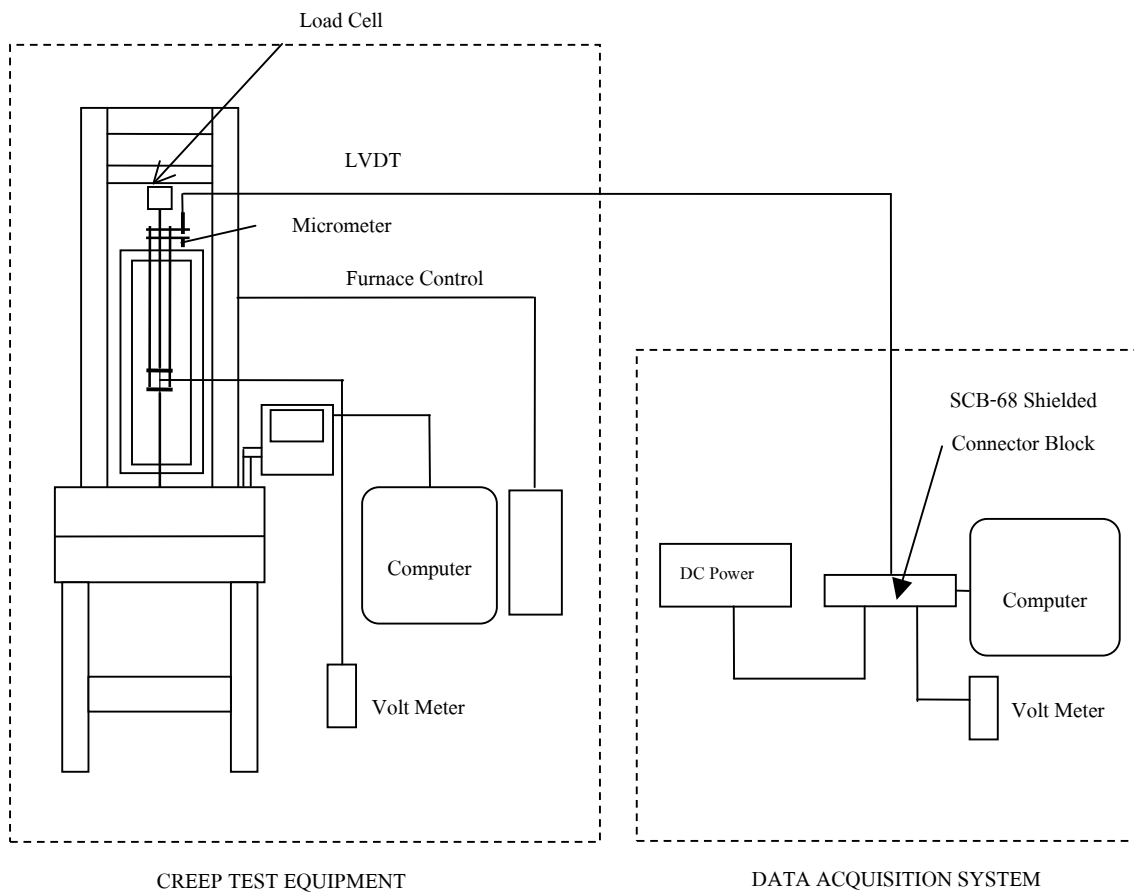 Load Cell
LVDT
Micrometer
Furnace Control
SCB-68 Shielded
Connector Block
DC Power
Computer
Computer
Volt Meter
Volt Meter
CREEP TEST EQUIPMENT
DATA ACQUISITION SYSTEM